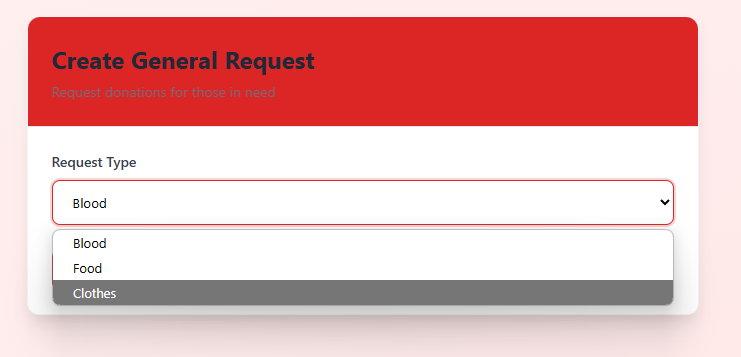 Create General Request
Request donations for those in need
Request Type
Blood
Blood
Food
Clothes